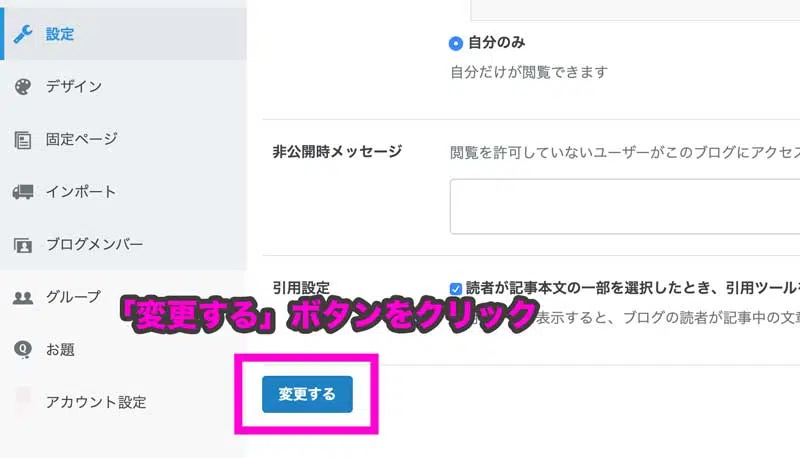 設定
デザイン
固定ページ
インポート
ブログメンバー
グループ
お題
アカウント設定
自分のみ
自分だけが閲覧できます
非公開時メッセージ
閲覧を許可していないユーザーがこのブログにアクセス
引用設定
読者が記事本文の一部を選択したとき、引用ツールを
表示すると、ブログの読者が記事中の文章
「変更する」ボタンをクリック
変更する